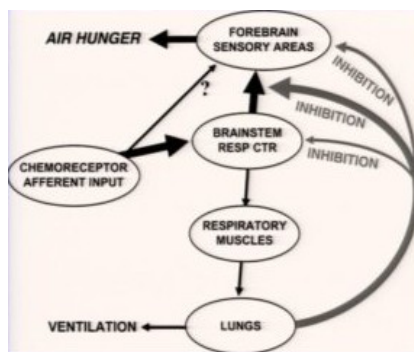 AIR HUNGER
FOREBRAIN
SENSORY AREAS
INHIBITION
?
INHIBITION
BRAINSTEM
RESP CTR
INHIBITION
CHEMORECEPTOR
AFFERENT INPUT
RESPIRATORY
MUSCLES
VENTILATION
LUNGS